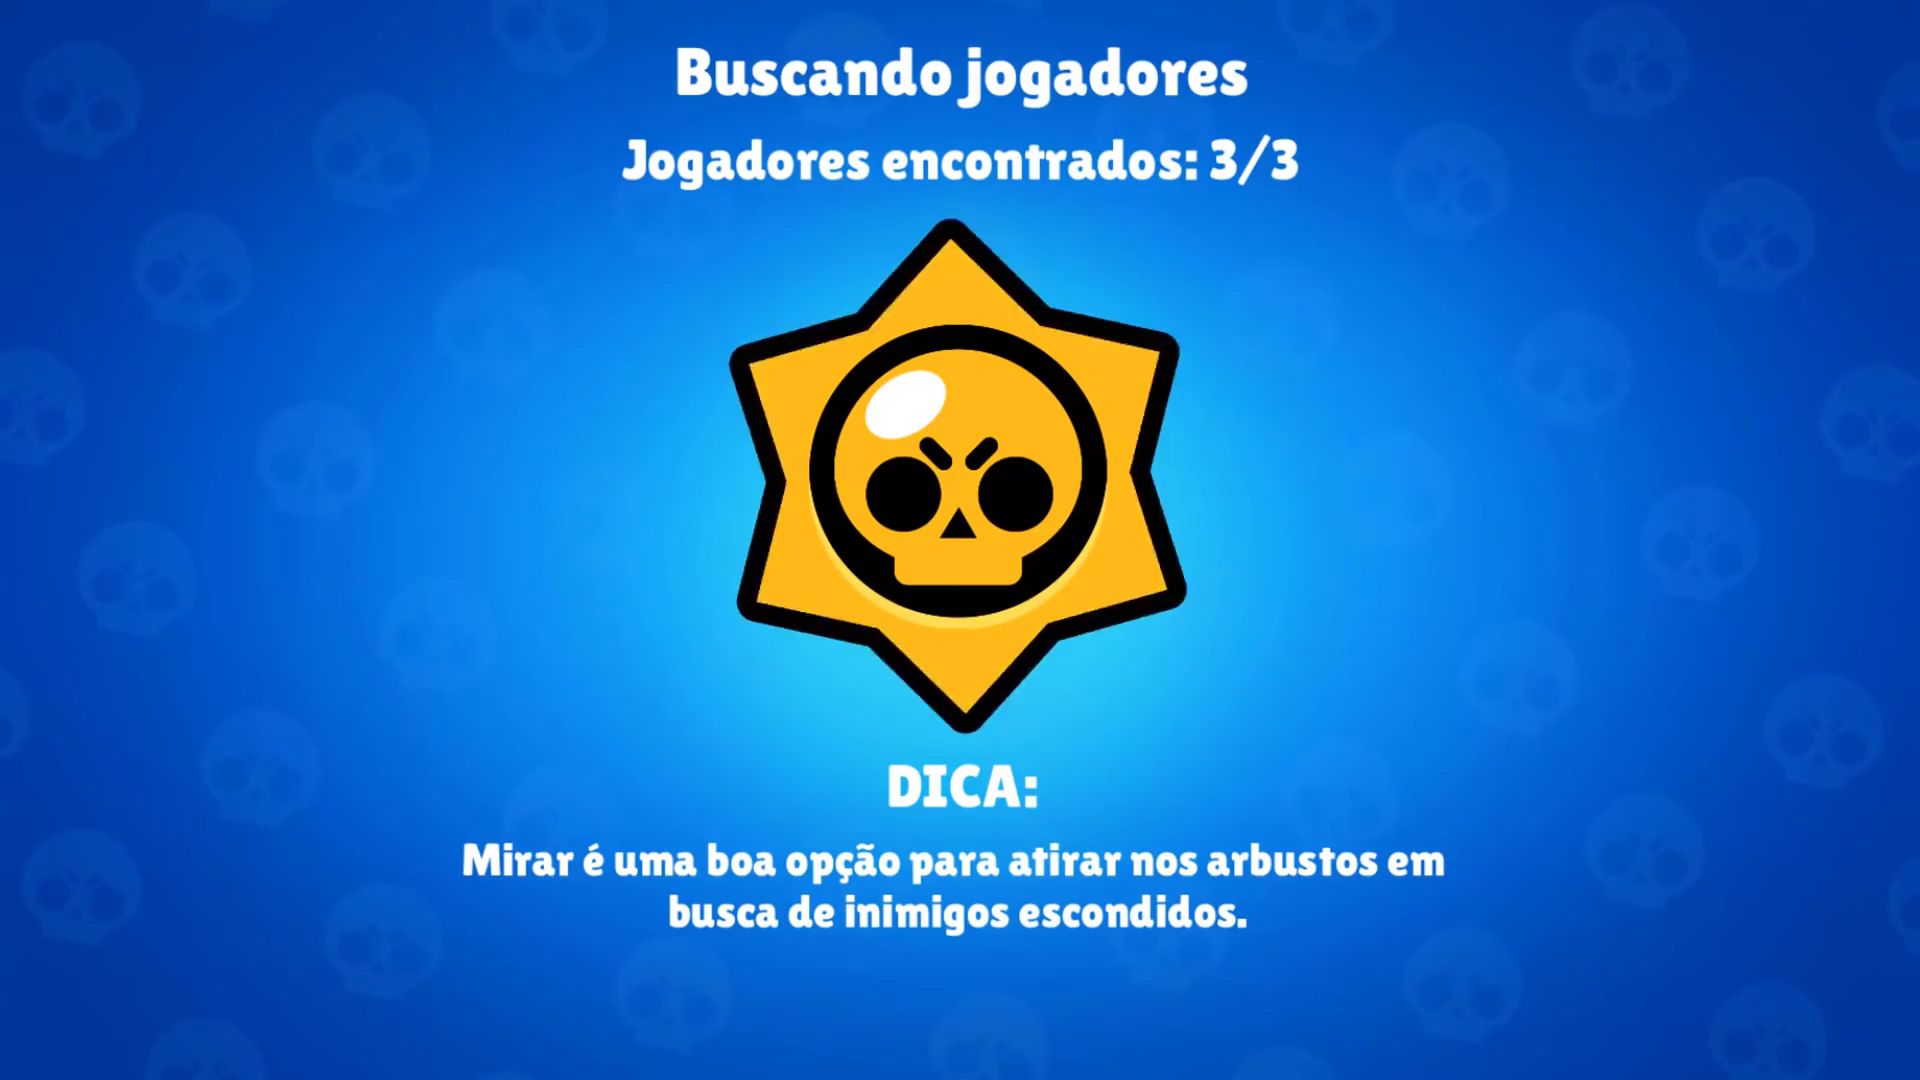 Buscando jogadores
Jogadores encontrados: 3/3
DICA:
Mirar é uma boa opção para atirar nos arbustos em
busca de inimigos escondidos.